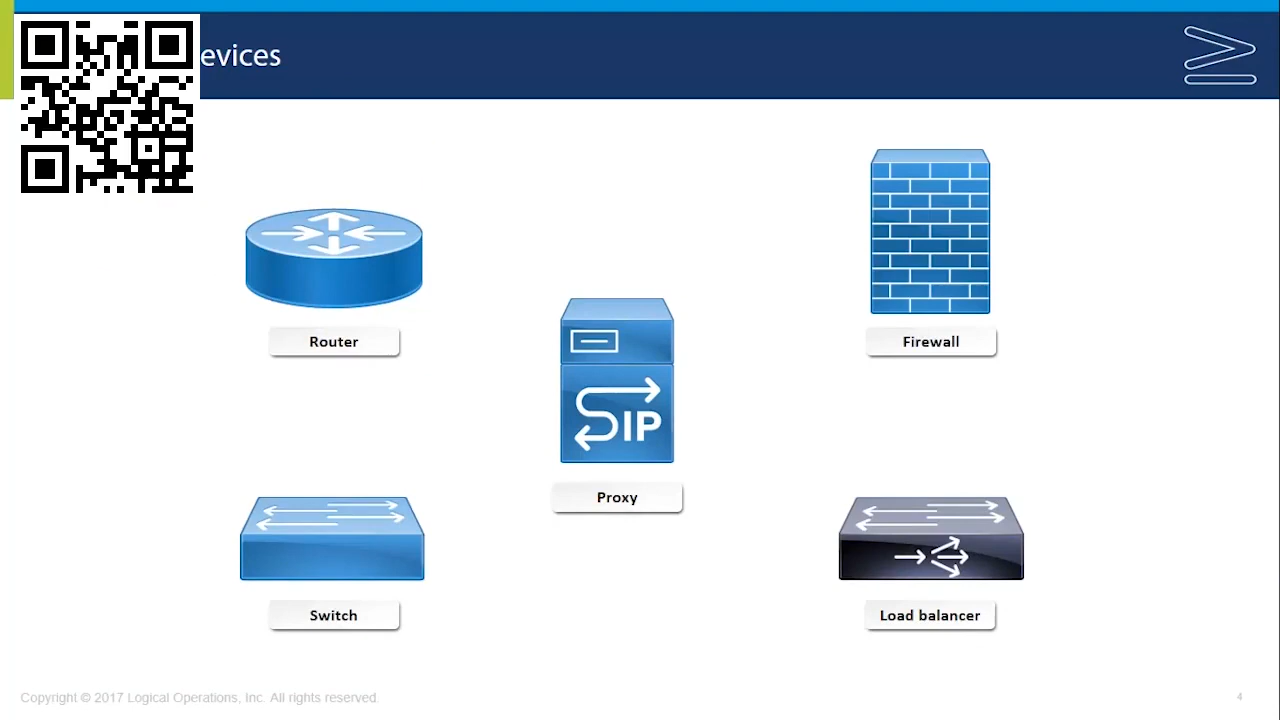 evices
Router
Firewall
SIP
Proxy
Switch
Load balancer
Copyright © 2017 Logical Operations, Inc. All rights reserved.
4